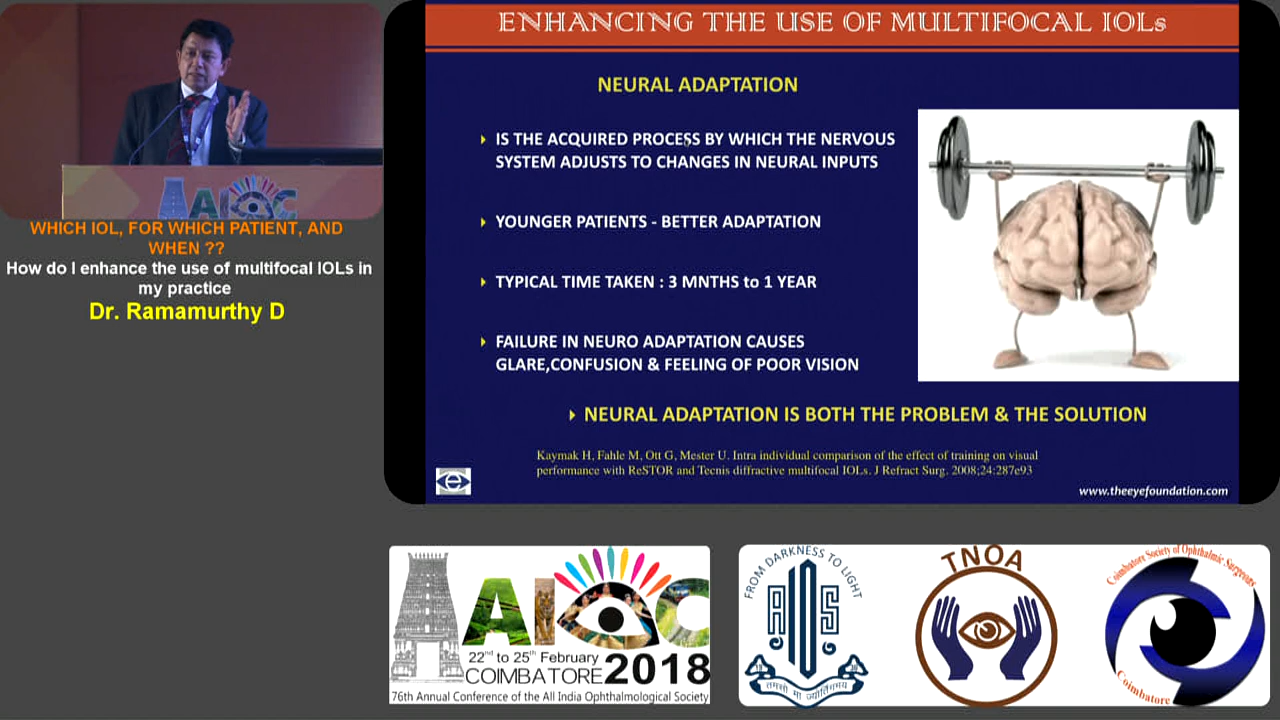 AIOC
WHICH IOL, FOR WHICH PATIENT, AND
WHEN ??
How do I enhance the use of multifocal IOLs in
my practice
Dr. Ramamurthy D
ENHANCING THE USE OF MULTIFOCAL IOLs
NEURAL ADAPTATION
IS THE ACQUIRED PROCESS BY WHICH THE NERVOUS
SYSTEM ADJUSTS TO CHANGES IN NEURAL INPUTS
YOUNGER PATIENTS - BETTER ADAPTATION
TYPICAL TIME TAKEN : 3 MNTHS to 1 YEAR
FAILURE IN NEURO ADAPTATION CAUSES
GLARE,CONFUSION & FEELING OF POOR VISION
NEURAL ADAPTATION IS BOTH THE PROBLEM & THE SOLUTION
Kaymak H, Fahle M, Ott G, Mester U. Intra individual comparison of the effect of training on visual
performance with ReSTOR and Tecnis diffractive multifocal IOLs. J Refract Surg. 2008;24:287e93
e
www.theeyefoundation.com
AIOC
22nd to 25th February
COIMBATORE 2018
76th Annual Conference of the All India Ophthalmological Society
FROM DARKNESS TO LIGHT
AIOS
तमसो मा ज्योतिर्गमय
TNOA
Coimbatore Society of Ophthalmic Surgeons
Coimbatore